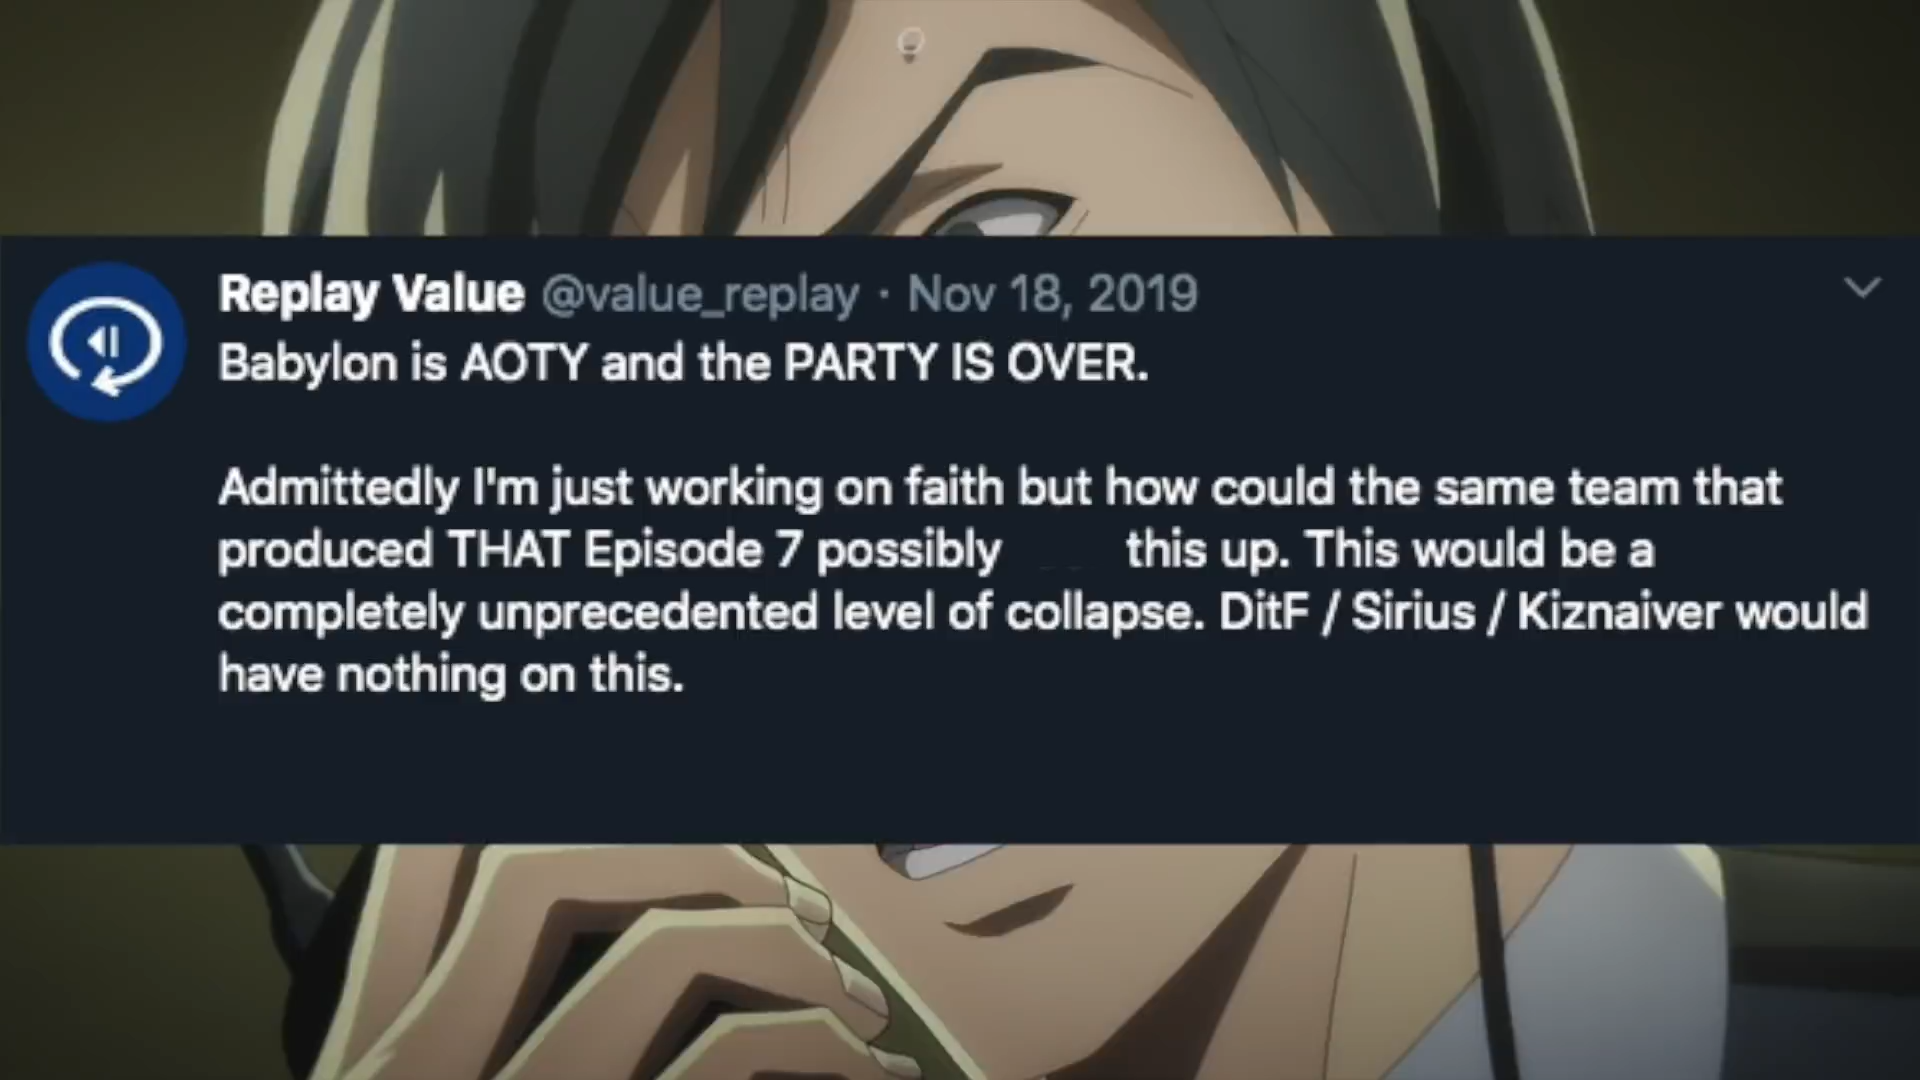 Replay Value @value_replay · Nov 18, 2019
Babylon is AOTY and the PARTY IS OVER.
Admittedly I'm just working on faith but how could the same team that
produced THAT Episode 7 possibly this up. This would be a
completely unprecedented level of collapse. DitF / Sirius / Kiznaiver would
have nothing on this.